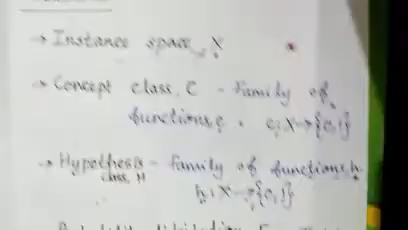 → Instance space, X
→ Concept class, C - Family of
functions, c . c: X→{0,1}
→ Hypothesis - Family of functions, h
class, H
h: X→{0,1}